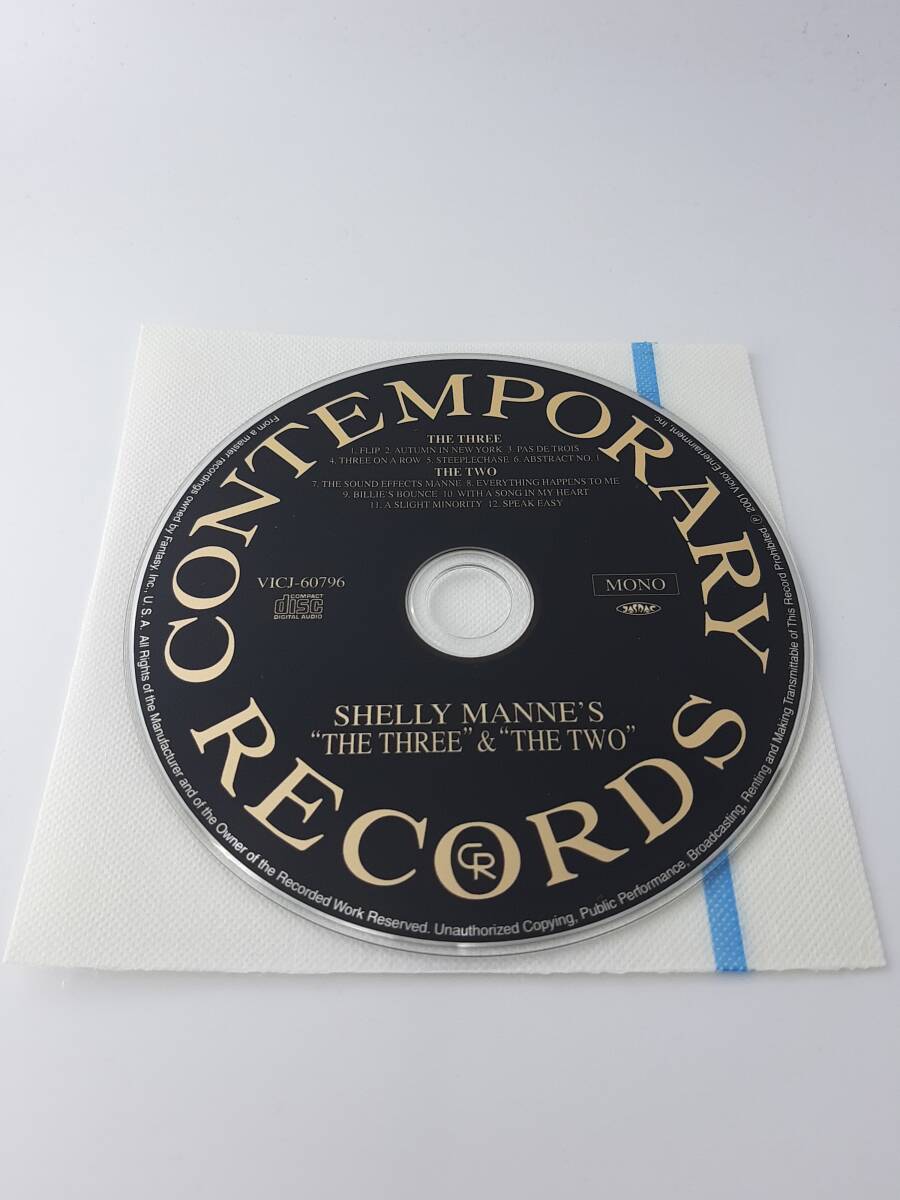 CONTEMPORARY
THE THREE
1. FLIP 2. AUTUMN IN NEW YORK 3. PAS DE TROIS
4. THREE ON A ROW 5. STEEPLECHASE 6. ABSTRACT NO. 1
THE TWO
7. THE SOUND EFFECTS MANNE 8. EVERYTHING HAPPENS TO ME
9. BILLIE'S BOUNCE 10. WITH A SONG IN MY HEART
11. A SLIGHT MINORITY 12. SPEAK EASY
VICJ-60796
COMPACT
disc
DIGITAL AUDIO
MONO
JASRAC
SHELLY MANNE'S
"THE THREE" & "THE TWO"
RECORDS
CR
From a master recordings owned by Fantasy, Inc., U. S. A. All Rights of the Manufacturer and of the Owner of the Recorded Work Reserved. Unauthorized Copying, Public Performance, Broadcasting, Renting and Making Transmittable of This Record Prohibited. ℗ 2001 Victor Entertainment, Inc.